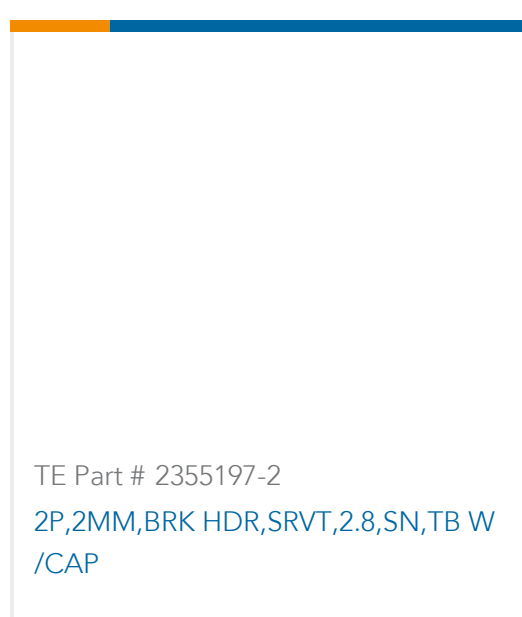 TE Part # 2355197-2
2P,2MM,BRK HDR,SRVT,2.8,SN,TB W
/CAP